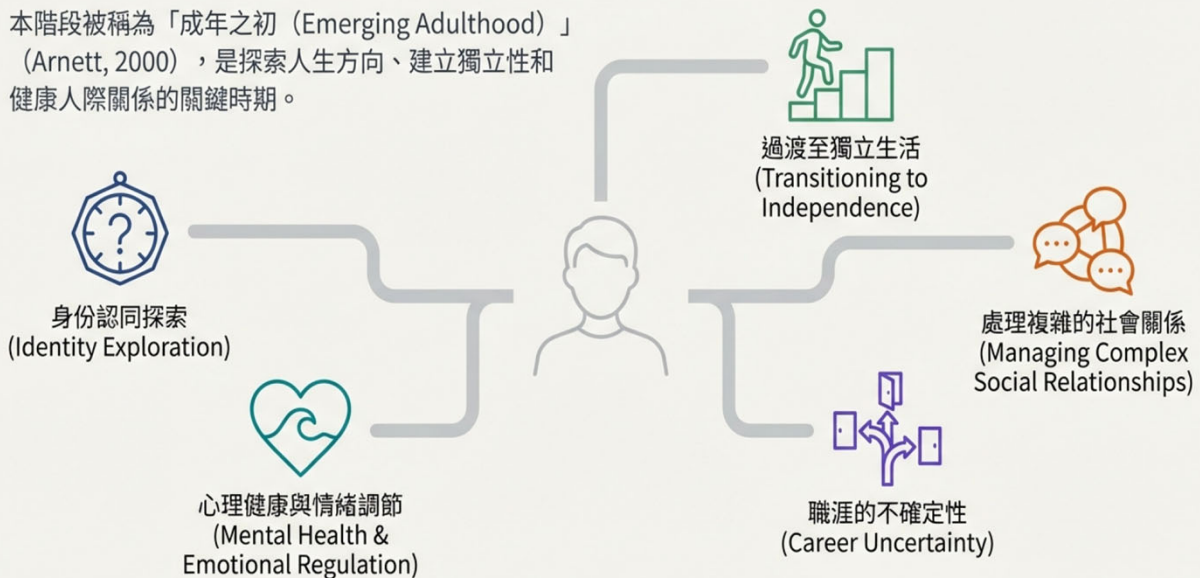 本階段被稱為「成年之初（Emerging Adulthood）」
（Arnett, 2000），是探索人生方向、建立獨立性和
健康人際關係的關鍵時期。
過渡至獨立生活
(Transitioning to
Independence)
身份認同探索
(Identity Exploration)
處理複雜的社會關係
(Managing Complex
Social Relationships)
心理健康與情緒調節
(Mental Health &
Emotional Regulation)
職涯的不確定性
(Career Uncertainty)